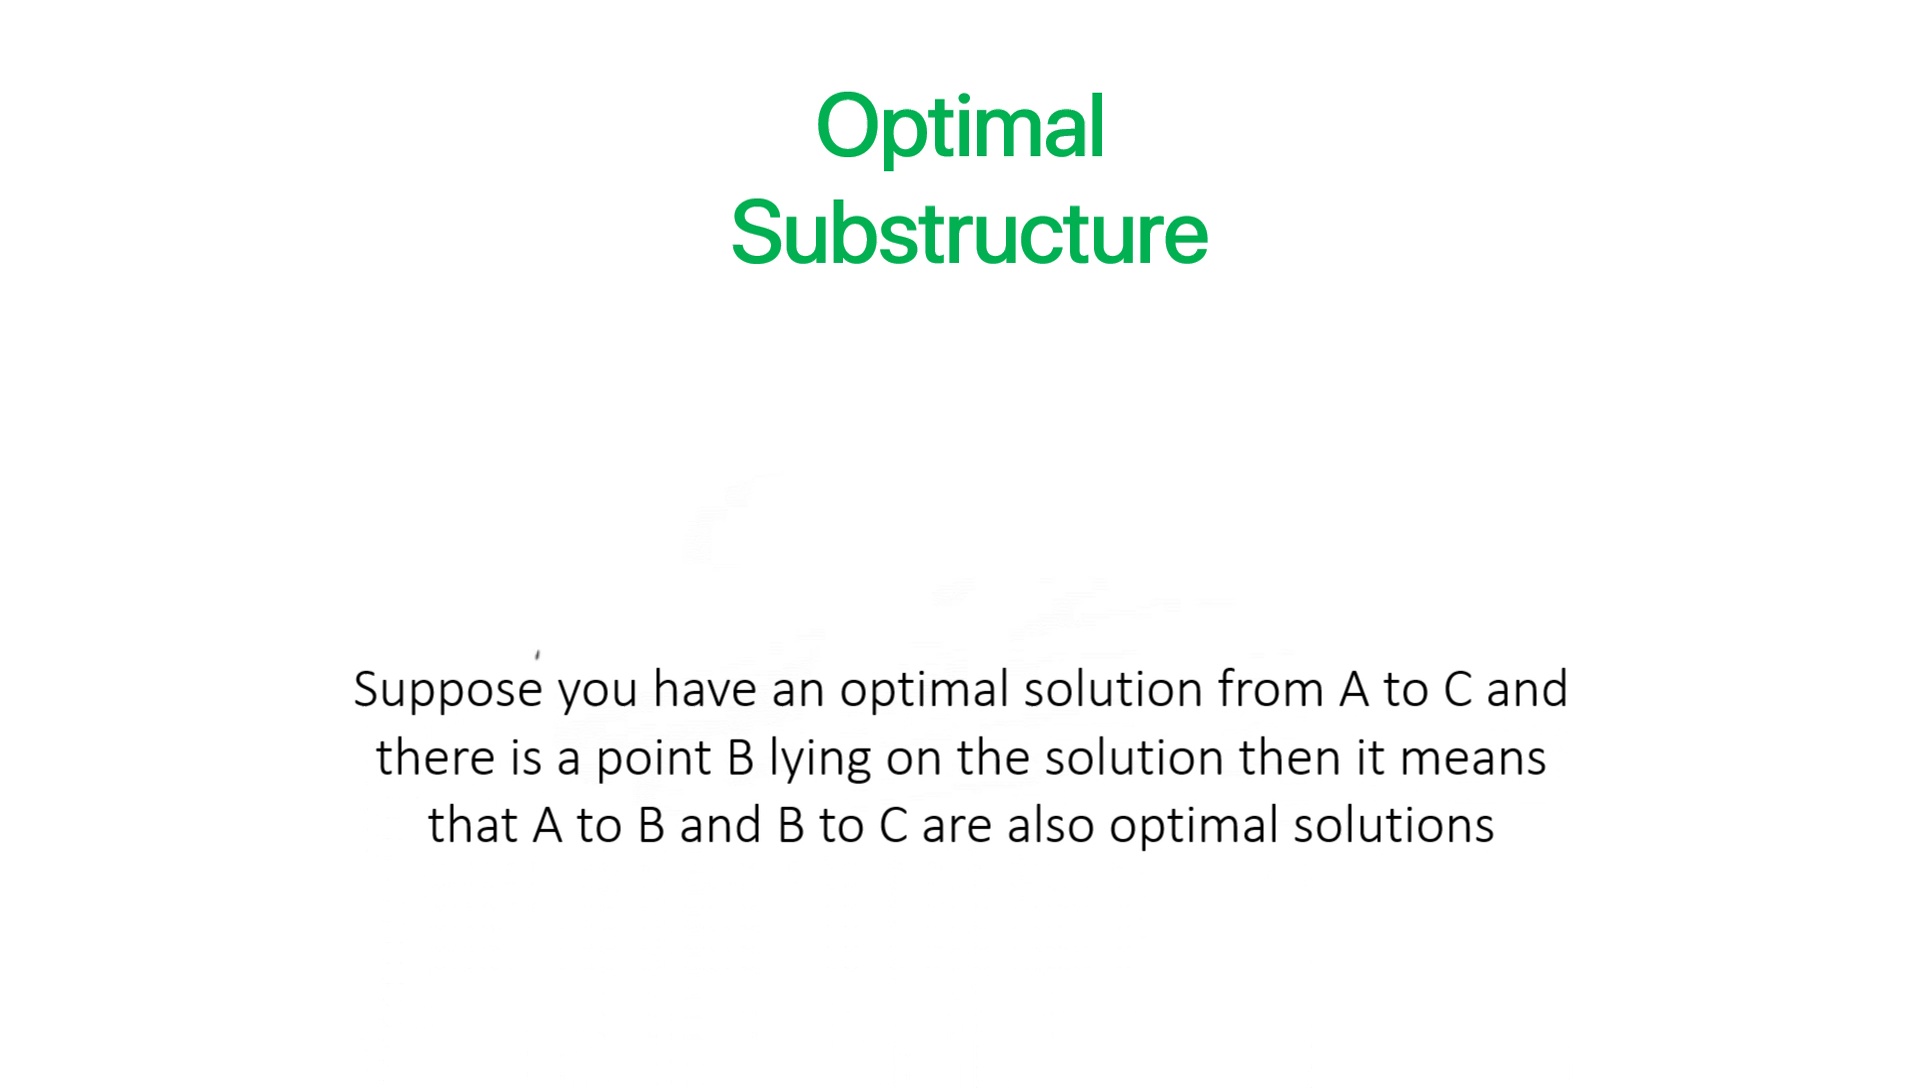 Optimal
Substructure
Suppose you have an optimal solution from A to C and
there is a point B lying on the solution then it means
that A to B and B to C are also optimal solutions